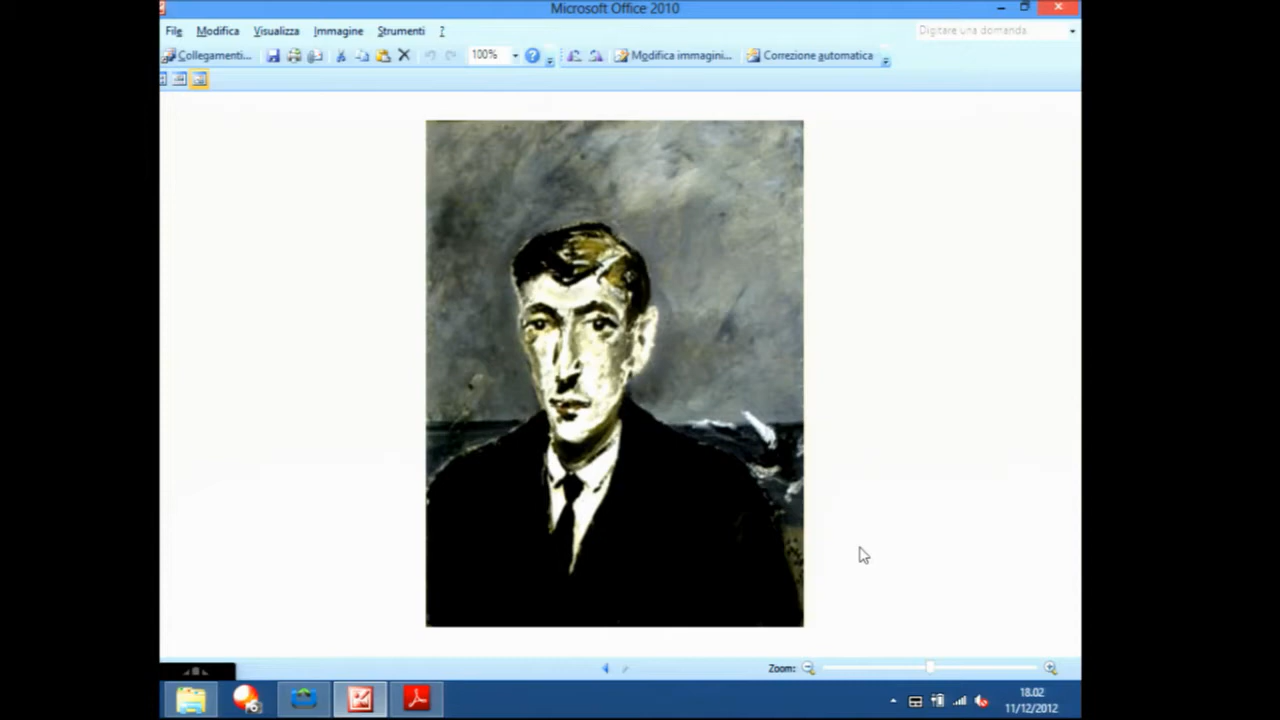 Microsoft Office 2010
File Modifica Visualizza Immagine Strumenti ?
Digitare una domanda
Collegamenti... 100% Modifica immagini... Correzione automatica
Zoom:
18.02
11/12/2012